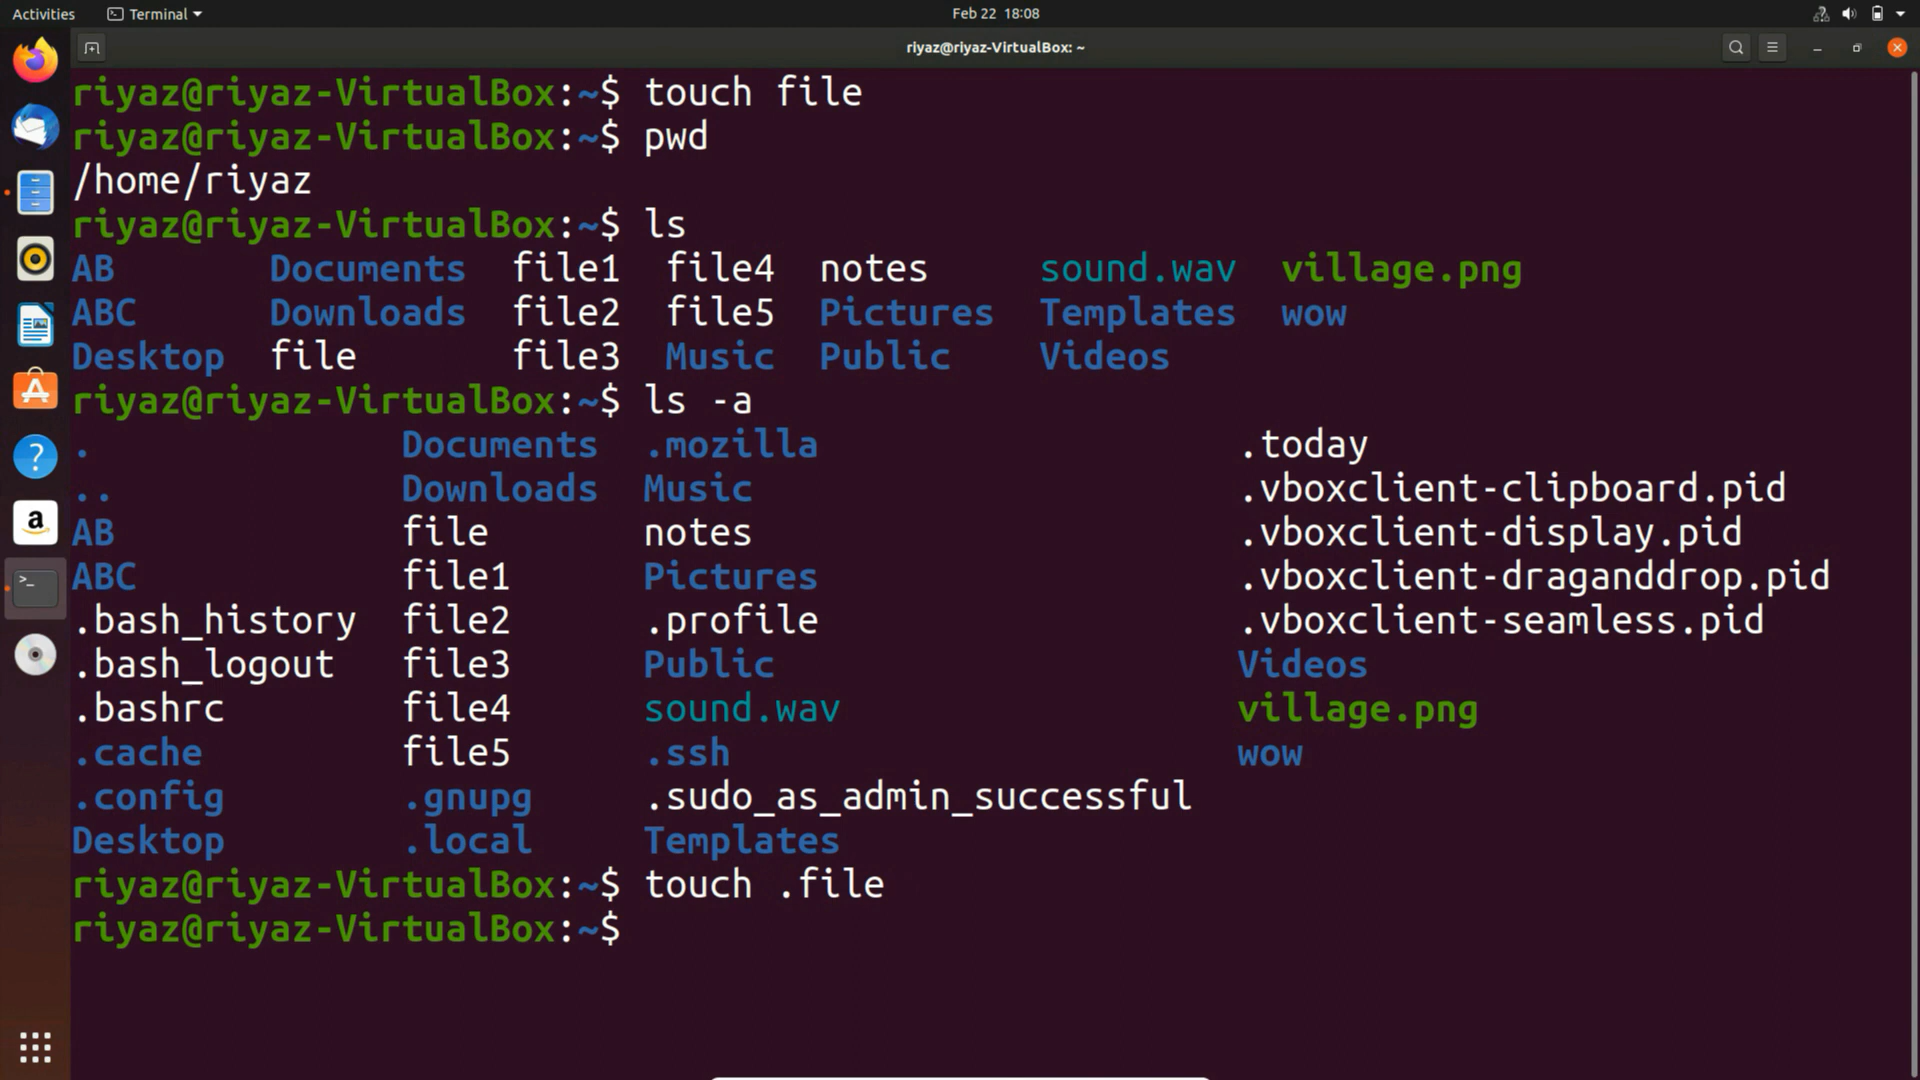 Activities Terminal Feb 22 18:08
riyaz@riyaz-VirtualBox: ~
riyaz@riyaz-VirtualBox:~$ touch file
riyaz@riyaz-VirtualBox:~$ pwd
/home/riyaz
riyaz@riyaz-VirtualBox:~$ ls
AB Documents file1 file4 notes sound.wav village.png
ABC Downloads file2 file5 Pictures Templates wow
Desktop file file3 Music Public Videos
riyaz@riyaz-VirtualBox:~$ ls -a
. Documents .mozilla .today
.. Downloads Music .vboxclient-clipboard.pid
AB file notes .vboxclient-display.pid
ABC file1 Pictures .vboxclient-draganddrop.pid
.bash_history file2 .profile .vboxclient-seamless.pid
.bash_logout file3 Public Videos
.bashrc file4 sound.wav village.png
.cache file5 .ssh wow
.config .gnupg .sudo_as_admin_successful
Desktop .local Templates
riyaz@riyaz-VirtualBox:~$ touch .file
riyaz@riyaz-VirtualBox:~$